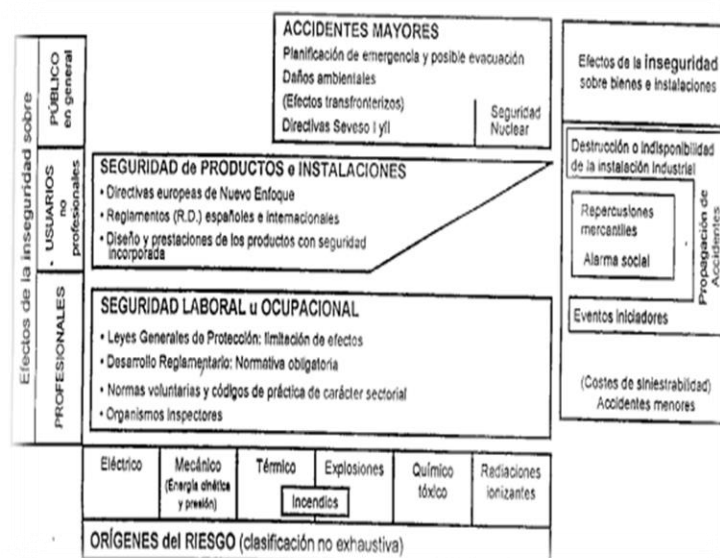 Efectos de la inseguridad sobre
PÚBLICO
en general
• USUARIOS
no
profesionales
PROFESIONALES
ACCIDENTES MAYORES
Planificación de emergencia y posible evacuación
Daños ambientales
(Efectos transfronterizos)
Directivas Seveso I yII
Seguridad
Nuclear
SEGURIDAD de PRODUCTOS e INSTALACIONES
• Directivas europeas de Nuevo Enfoque
• Reglamentos (R.D.) españoles e internacionales
• Diseño y prestaciones de los productos con seguridad
incorporada
SEGURIDAD LABORAL u OCUPACIONAL
• Leyes Generales de Protección: limitación de efectos
• Desarrollo Reglamentario: Normativa obligatoria
• Normas voluntarias y códigos de práctica de carácter sectorial
• Organismos Inspectores
Efectos de la inseguridad
sobre bienes e instalaciones
Destrucción o indisponibilidad
de la instalación industrial
Repercusiones
mercantiles
Alarma social
Propagación de
Accidentes
Eventos iniciadores
(Costes de siniestrabilidad)
Accidentes menores
Eléctrico
Mecánico
(Energía cinética
y presión)
Térmico
Explosiones
Incendios
Químico
tóxico
Radiaciones
ionizantes
ORÍGENES del RIESGO (clasificación no exhaustiva)